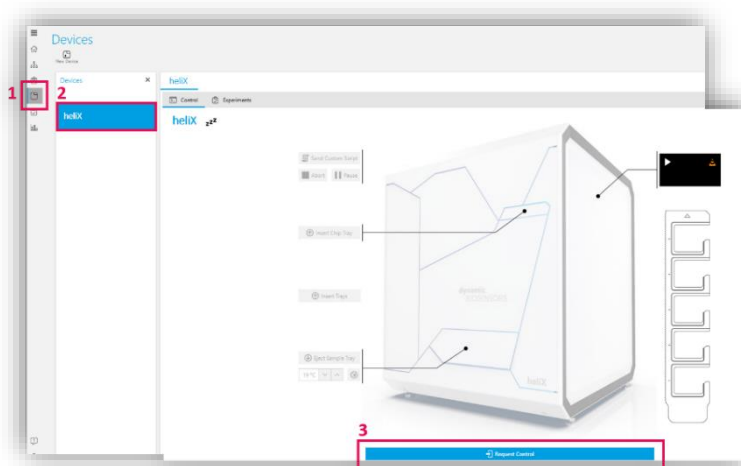 Devices
New Device
1
2
Devices
×
heliX
heliX
Control
Experiments
heliX zzz
Send Custom Script
Abort
Pause
Insert Chip Tray
dynamic
BIOSENSORS
Insert Trays
Eject Sample Tray
heliX
3
Request Control